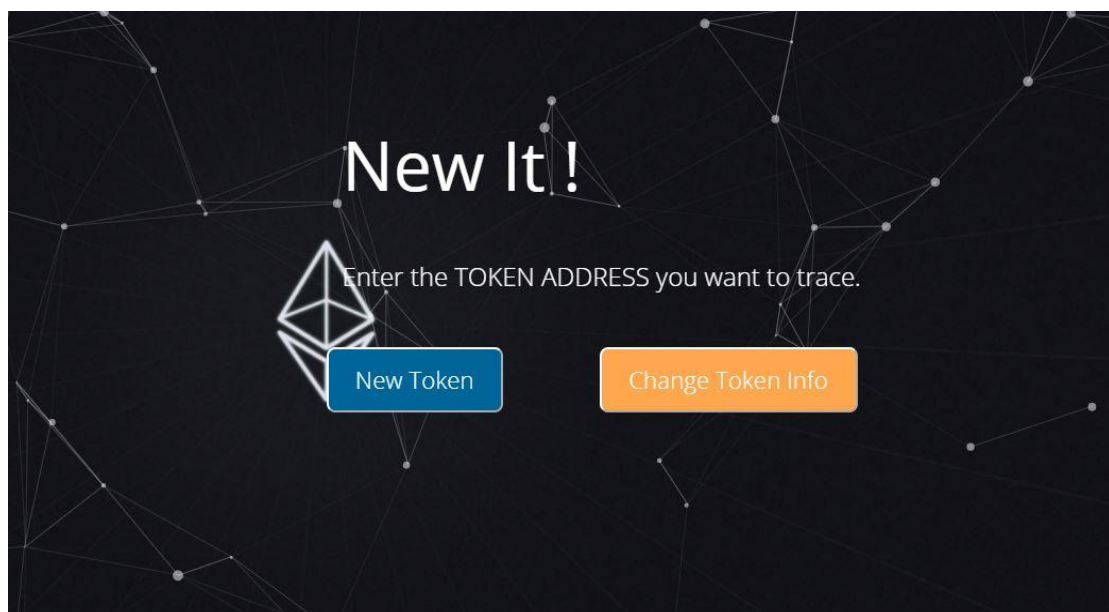 New It !
Enter the TOKEN ADDRESS you want to trace.
New Token
Change Token Info